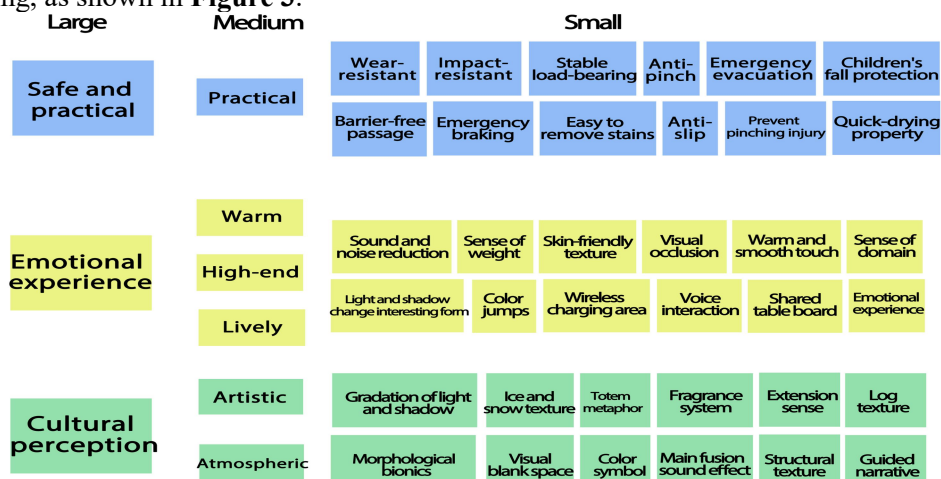 ng, as shown in Figure 3.
Large Medium Small
Safe and
practical
Practical
Wear-
resistant
Impact-
resistant
Stable
load-bearing
Anti-
pinch
Emergency
evacuation
Children's
fall protection
Barrier-free
passage
Emergency
braking
Easy to
remove stains
Anti-
slip
Prevent
pinching injury
Quick-drying
property
Emotional
experience
Warm
High-end
Lively
Sound and
noise reduction
Sense of
weight
Skin-friendly
texture
Visual
occlusion
Warm and
smooth touch
Sense of
domain
Light and shadow
change interesting form
Color
jumps
Wireless
charging area
Voice
interaction
Shared
table board
Emotional
experience
Cultural
perception
Artistic
Atmospheric
Gradation of light
and shadow
Ice and
snow texture
Totem
metaphor
Fragrance
system
Extension
sense
Log
texture
Morphological
bionics
Visual
blank space
Color
symbol
Main fusion
sound effect
Structural
texture
Guided
narrative